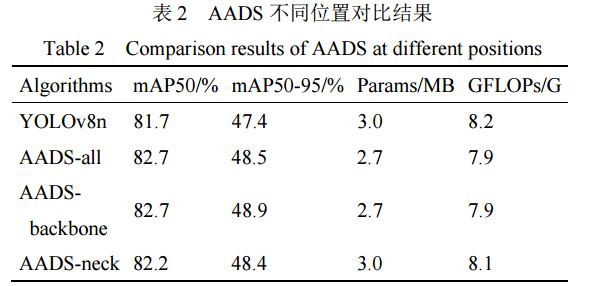 表 2 AADS 不同位置对比结果
Table 2 Comparison results of AADS at different positions
Algorithms mAP50/% mAP50-95/% Params/MB GFLOPs/G
YOLOv8n 81.7 47.4 3.0 8.2
AADS-all 82.7 48.5 2.7 7.9
AADS-
backbone 82.7 48.9 2.7 7.9
AADS-neck 82.2 48.4 3.0 8.1